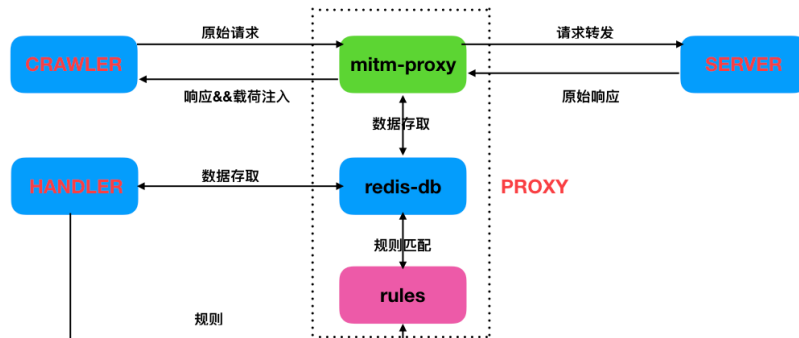 原始请求
请求转发
CRAWLER
mitm-proxy
SERVER
响应&&载荷注入
原始响应
数据存取
HANDLER
数据存取
redis-db
PROXY
规则匹配
rules
规则